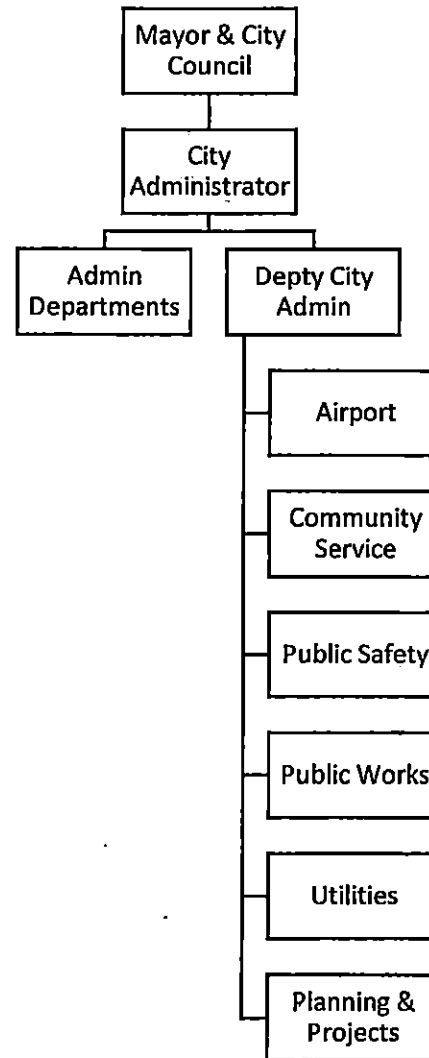 Mayor & City
Council
City
Administrator
Admin
Departments
Depty City
Admin
Airport
Community
Service
Public Safety
Public Works
Utilities
Planning &
Projects